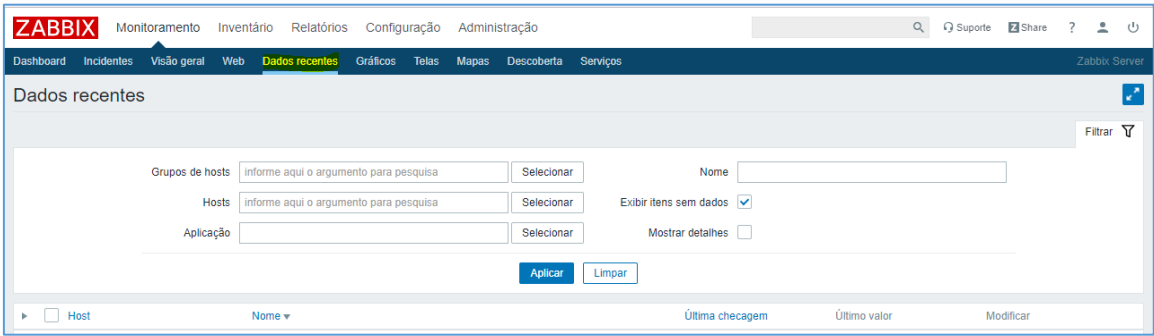 ZABBIX Monitoramento Inventário Relatórios Configuração Administração Suporte Z Share ?
Dashboard Incidentes Visão geral Web Dados recentes Gráficos Telas Mapas Descoberta Serviços Zabbix Server
Dados recentes
Filtrar
Grupos de hosts informe aqui o argumento para pesquisa Selecionar Nome
Hosts informe aqui o argumento para pesquisa Selecionar Exibir itens sem dados
Aplicação Selecionar Mostrar detalhes
Aplicar Limpar
Host Nome Última checagem Último valor Modificar